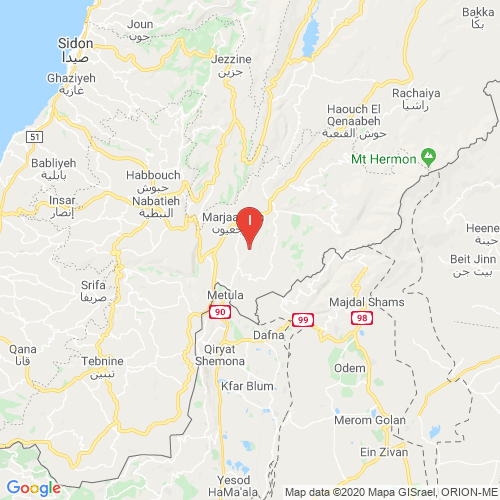 Bakka
بكا
Joun
جون
Sidon
صيدا
Jezzine
جزين
Ghaziyeh
غازية
Rachaiya
راشيا
Haouch El
Qenaabeh
حوش القنعبة
51
Mt Hermon
Babliyeh
بابلية
Habbouch
حبوش
Insar
إنصار
Nabatieh
النبطية
Marjaa
جعيون
I
Heene
حينة
Beit Jinn
بيت جن
Srifa
صريفا
Metula
90
99
98
Majdal Shams
Qana
قانا
Tebnine
تبنين
Qiryat
Shemona
Dafna
Odem
Kfar Blum
Merom Golan
Ein Zivan
Yesod
HaMa'ala
Google
Map data ©2020 Mapa GISrael, ORION-ME